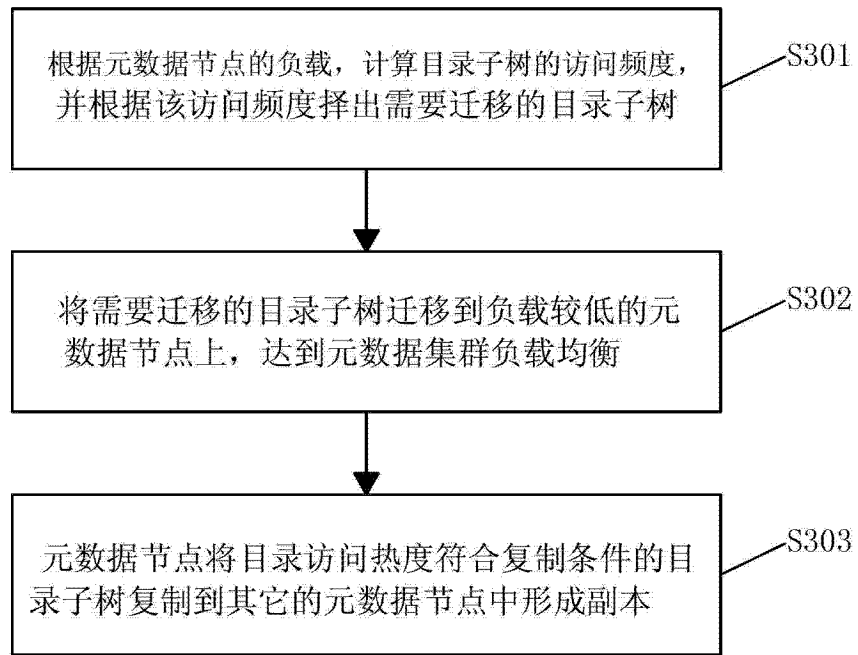 根据元数据节点的负载，计算目录子树的访问频度，
并根据该访问频度择出需要迁移的目录子树
S301
将需要迁移的目录子树迁移到负载较低的元
数据节点上，达到元数据集群负载均衡
S302
元数据节点将目录访问热度符合复制条件的目
录子树复制到其它的元数据节点中形成副本
S303